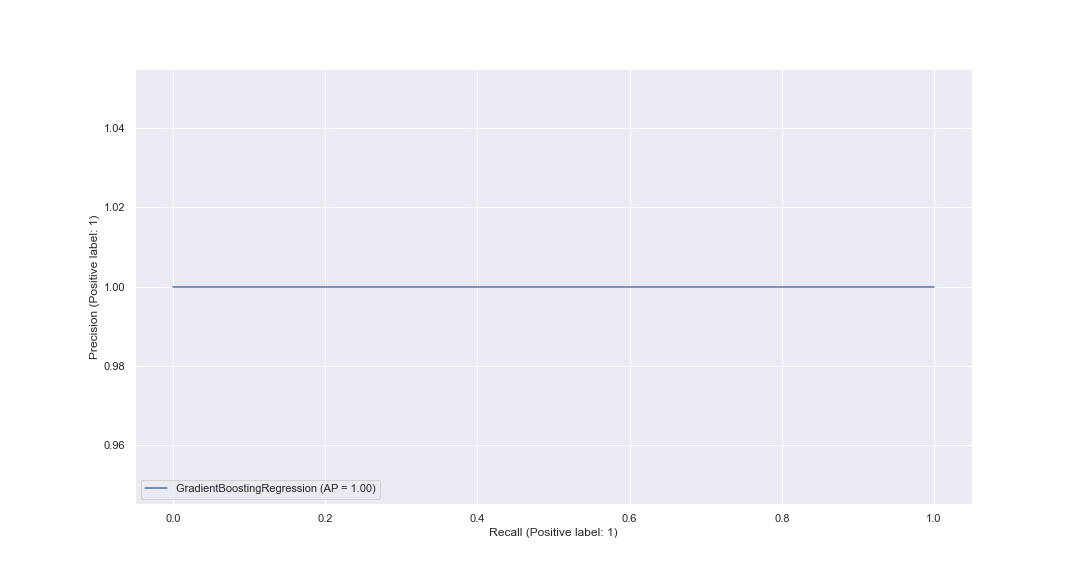 1.04
1.02
1.00
0.98
0.96
Precision (Positive label: 1)
GradientBoostingRegression (AP = 1.00)
0.0 0.2 0.4 0.6 0.8 1.0
Recall (Positive label: 1)